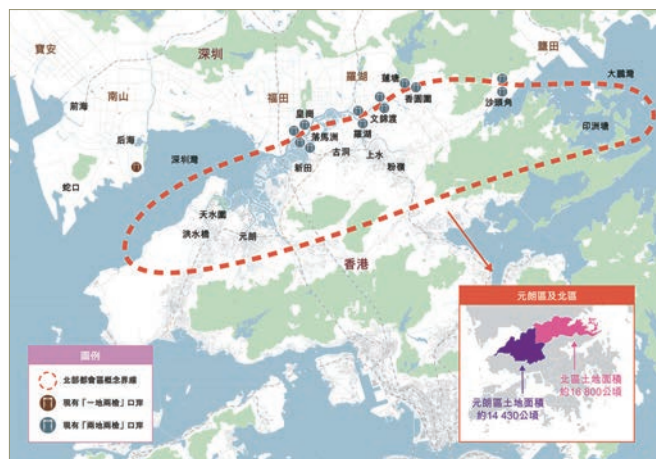 寶安
深圳
羅湖
鹽田
南山
前海
福田
蓮塘
香園圍
大鵬灣
沙頭角
皇崗
文錦渡
羅湖
落馬洲
印洲塘
后海
深圳灣
古洞
上水
新田
粉嶺
蛇口
天水圍
洪水橋
元朗
香港
圖例
北部都會區概念界線
現有「一地兩檢」口岸
現有「兩地兩檢」口岸
元朗區及北區
北區土地面積
約16 800公頃
元朗區土地面積
約14 430公頃